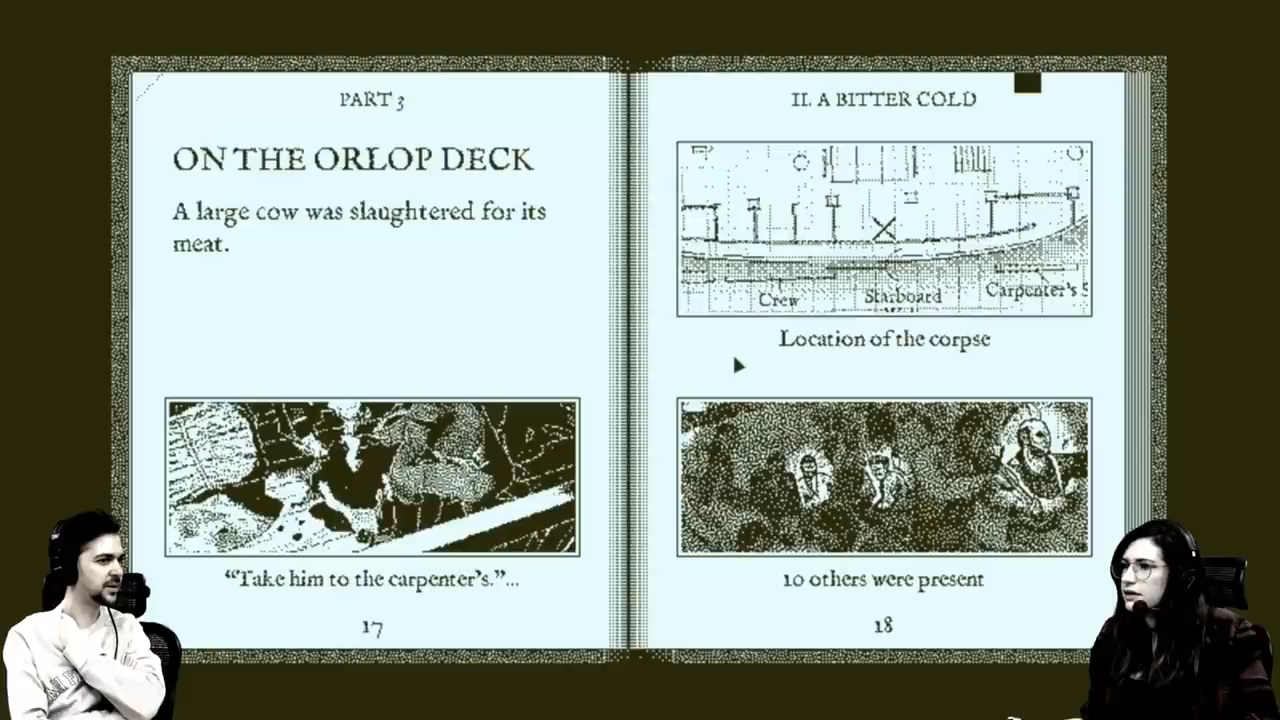 PART 3
ON THE ORLOP DECK
A large cow was slaughtered for its
meat.
"Take him to the carpenter's."...
17
II. A BITTER COLD
Crew
Starboard
Carpenter's S
Location of the corpse
10 others were present
18